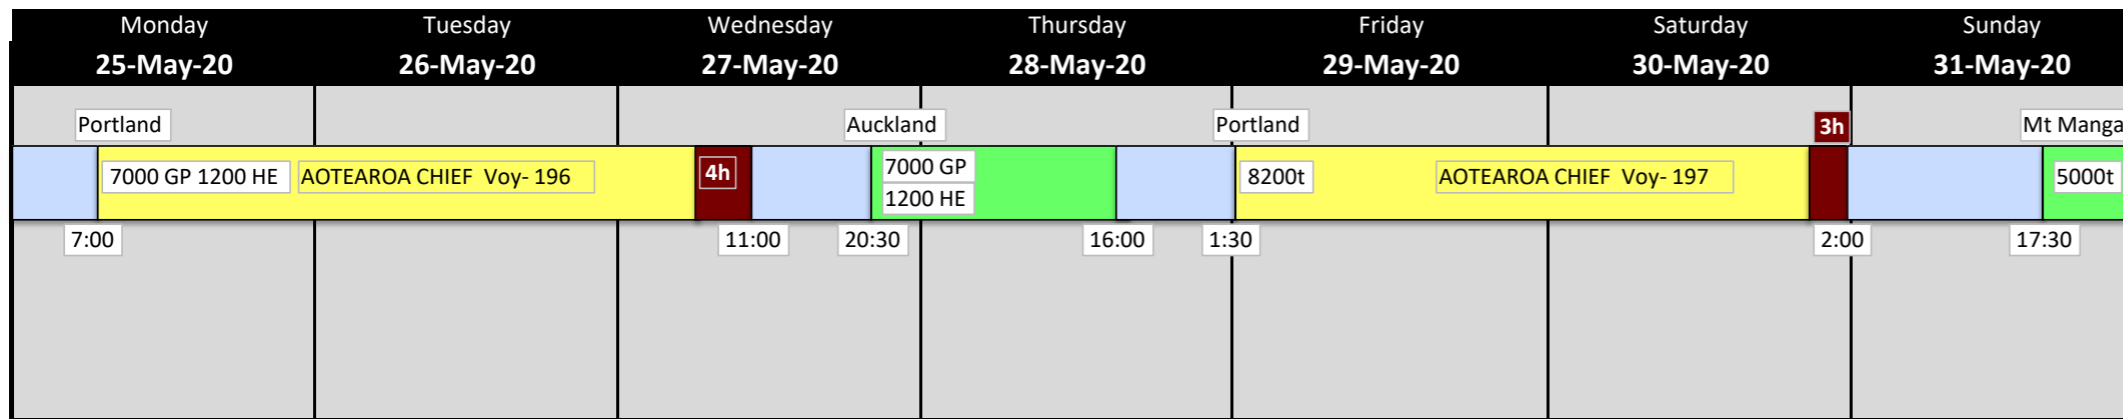 Monday Tuesday Wednesday Thursday Friday Saturday Sunday
25-May-20 26-May-20 27-May-20 28-May-20 29-May-20 30-May-20 31-May-20
Portland Auckland Portland 3h Mt Manga
7000 GP 1200 HE AOTEAROA CHIEF Voy- 196 4h 7000 GP 8200t AOTEAROA CHIEF Voy- 197 5000t
1200 HE
7:00 11:00 20:30 16:00 1:30 2:00 17:30